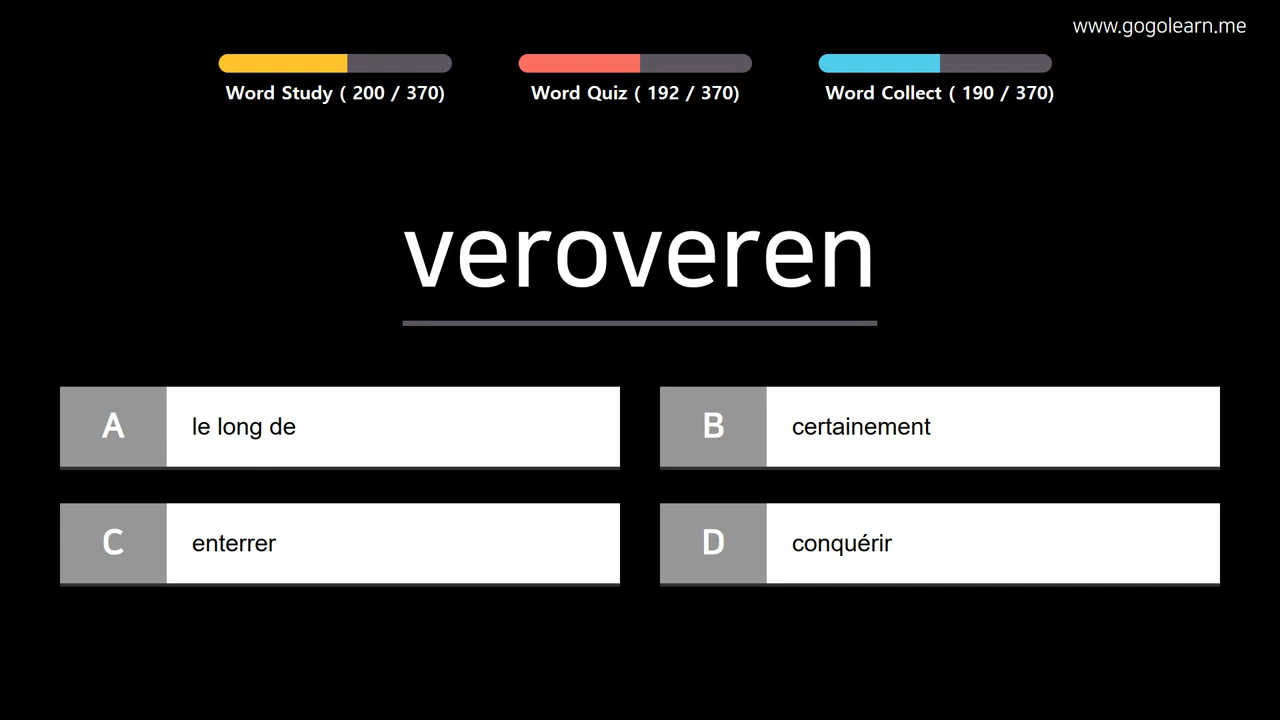 www.gogolearn.me
Word Study ( 200 / 370)
Word Quiz ( 192 / 370)
Word Collect ( 190 / 370)
veroveren
A le long de
B certainement
C enterrer
D conquérir